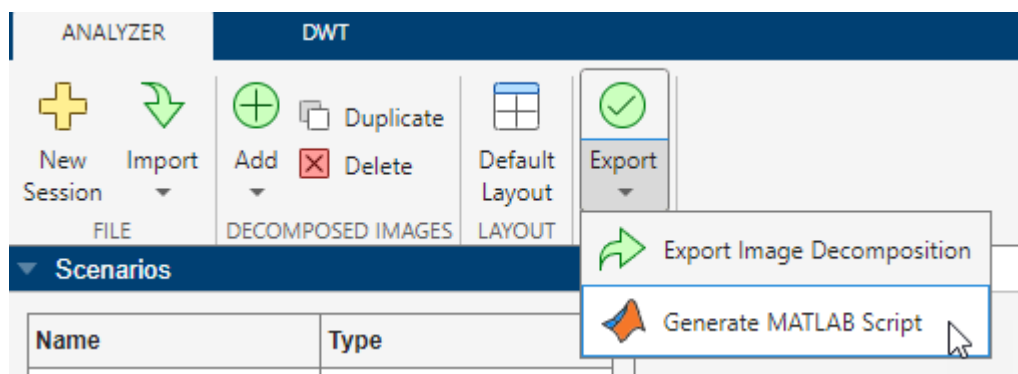 ANALYZER DWT
New Session
Import
Add
Duplicate
Delete
Default Layout
Export
FILE
DECOMPOSED IMAGES
LAYOUT
Export Image Decomposition
Generate MATLAB Script
Scenarios
Name Type